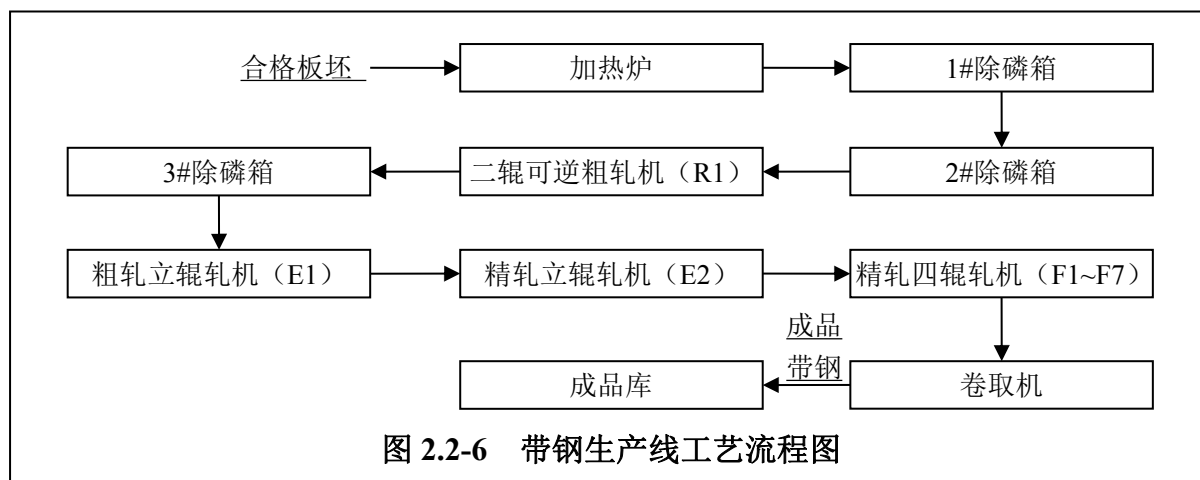 合格板坯
加热炉
1#除磷箱
3#除磷箱
二辊可逆粗轧机（R1）
2#除磷箱
粗轧立辊轧机（E1）
精轧立辊轧机（E2）
精轧四辊轧机（F1~F7）
成品
带钢
成品库
卷取机
图 2.2-6 带钢生产线工艺流程图